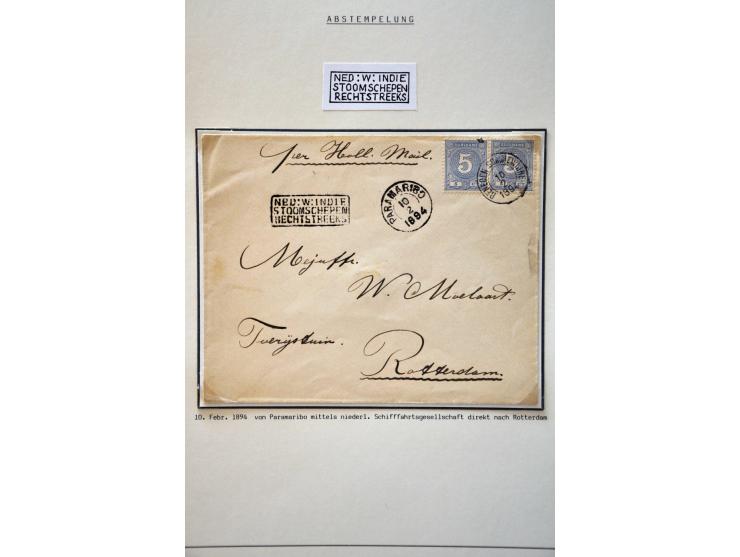 ABSTEMPELUNG
NED:W:INDIE
STOOMSCHEPEN
RECHTSTREEKS
per Holl. Mail.
SURINAME
5
5 C
NED:W:INDIE
STOOMSCHEPEN
RECHTSTREEKS
PARAMARIBO
10
2
1894
Mejuffr.
W. Moelaart.
Rotterdam.
10. Febr. 1894 von Paramaribo mittels niederl. Schifffahrtsgesellschaft direkt nach Rotterdam